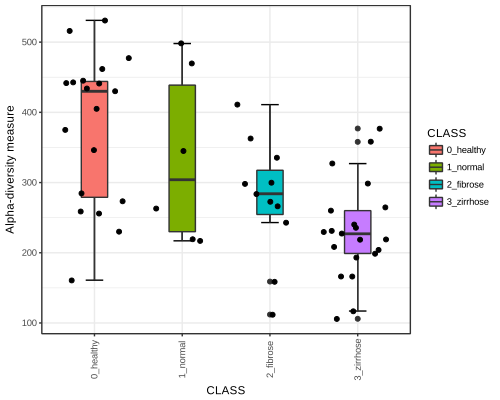 Alpha-diversity measure
500
400
300
200
100
0_healthy
1_normal
2_fibrose
3_zirrhose
CLASS
CLASS
0_healthy
1_normal
2_fibrose
3_zirrhose